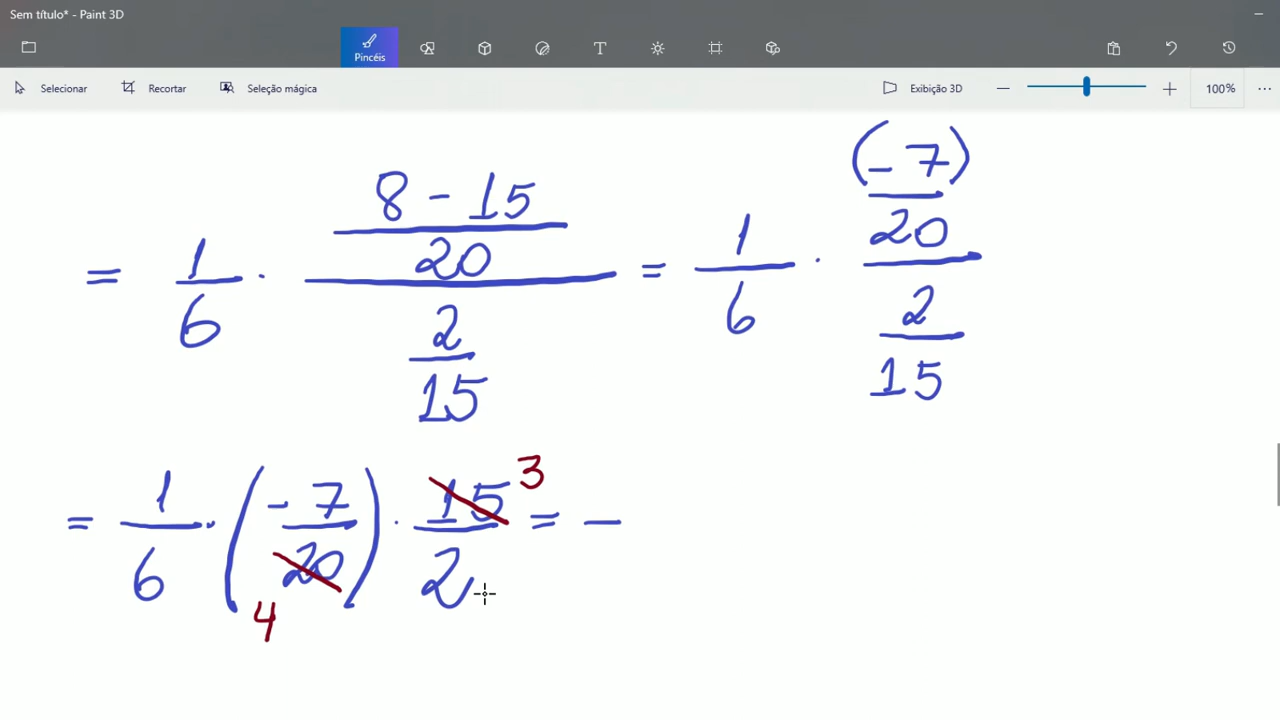 Sem título* - Paint 3D
Pincéis
Selecionar Recortar Seleção mágica Exibição 3D 100%
= 1/6 · ((8 - 15)/20)/(2/15) = 1/6 · ((-7)/20)/(2/15)
= 1/6 · (-7/20) · 15/2 = -
3
4